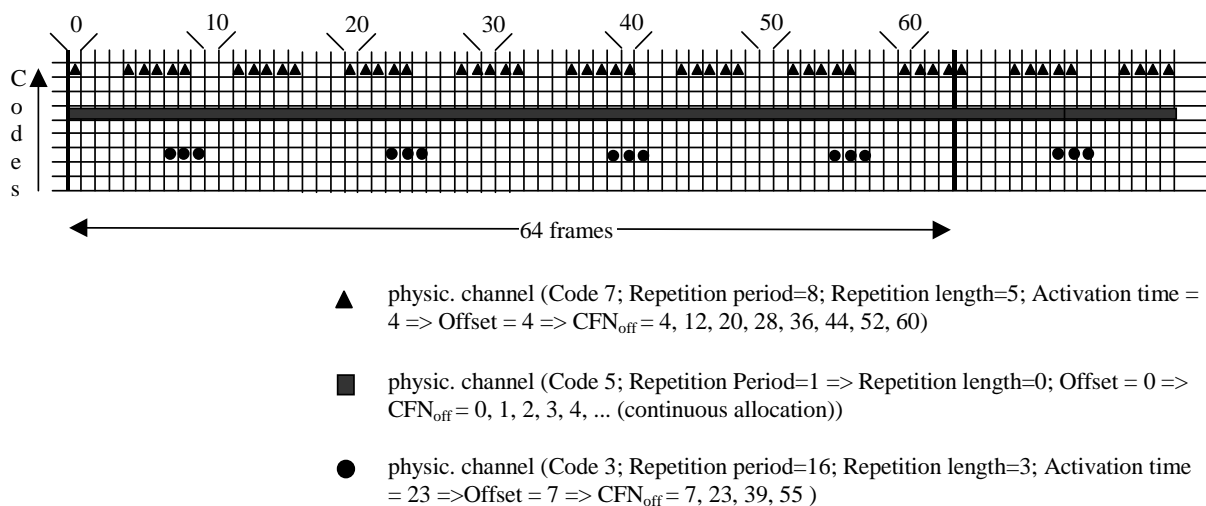 0 10 20 30 40 50 60
C
o
d
e
s
64 frames
physic. channel (Code 7; Repetition period=8; Repetition length=5; Activation time =
4 => Offset = 4 => CFNoff = 4, 12, 20, 28, 36, 44, 52, 60)
physic. channel (Code 5; Repetition Period=1 => Repetition length=0; Offset = 0 =>
CFNoff = 0, 1, 2, 3, 4, ... (continuous allocation))
physic. channel (Code 3; Repetition period=16; Repetition length=3; Activation time
= 23 =>Offset = 7 => CFNoff = 7, 23, 39, 55 )